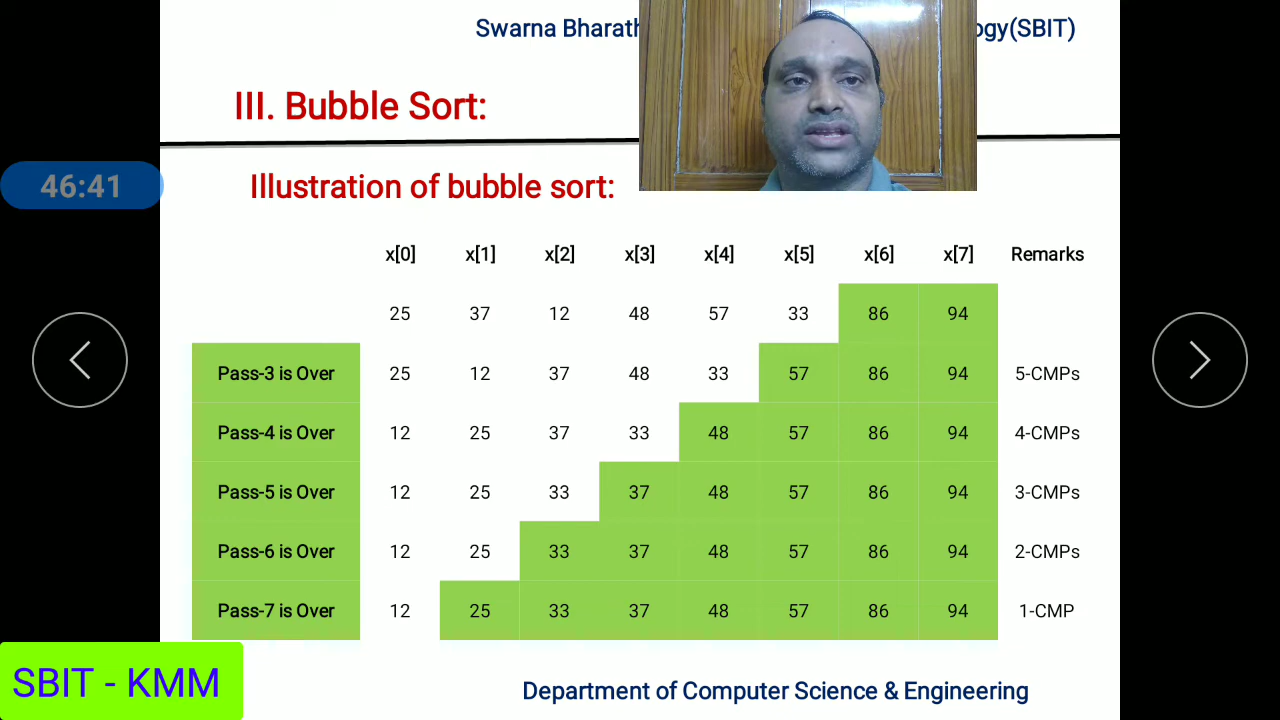 Swarna Bharath ogy(SBIT)
III. Bubble Sort:
46:41
Illustration of bubble sort:
x[0] x[1] x[2] x[3] x[4] x[5] x[6] x[7] Remarks
25 37 12 48 57 33 86 94
Pass-3 is Over 25 12 37 48 33 57 86 94 5-CMPs
Pass-4 is Over 12 25 37 33 48 57 86 94 4-CMPs
Pass-5 is Over 12 25 33 37 48 57 86 94 3-CMPs
Pass-6 is Over 12 25 33 37 48 57 86 94 2-CMPs
Pass-7 is Over 12 25 33 37 48 57 86 94 1-CMP
SBIT - KMM
Department of Computer Science & Engineering